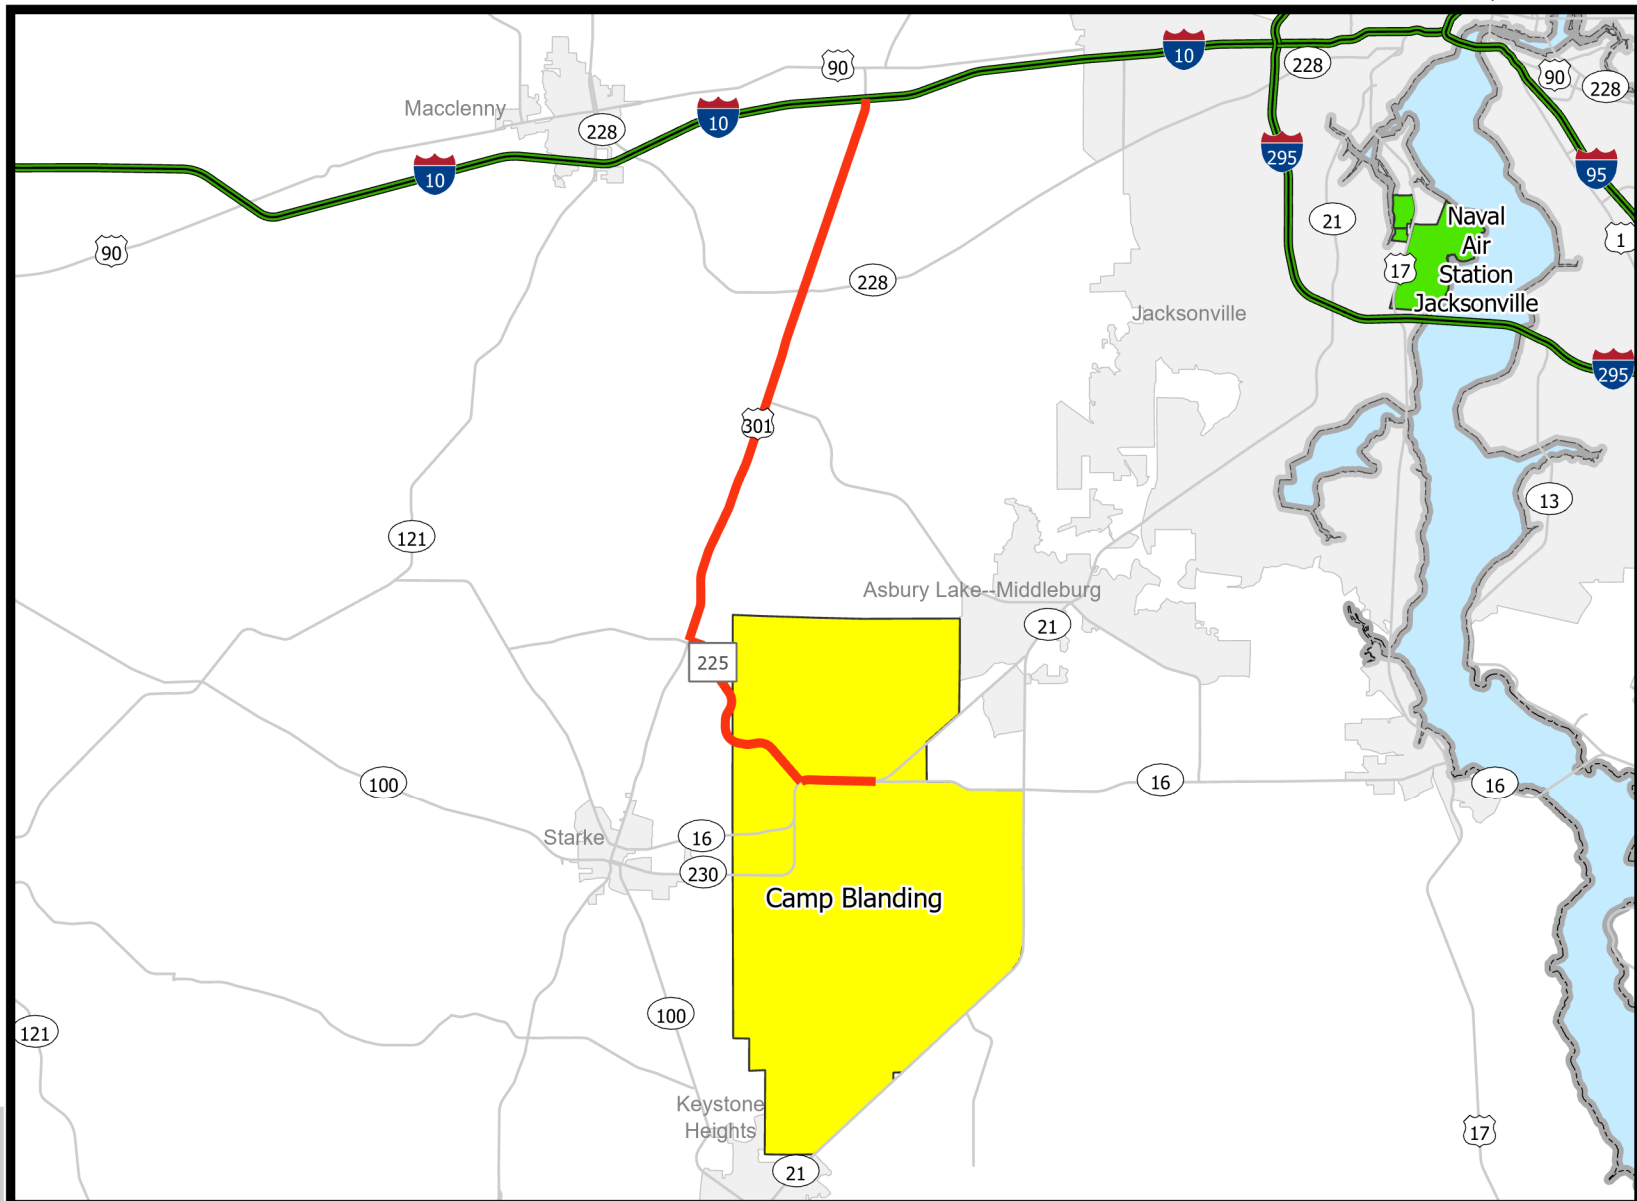 90
10
228
90
228
Macclenny
10
228
295
95
10
21
Naval
Air
Station
Jacksonville
1
90
17
228
Jacksonville
295
301
13
121
Asbury Lake--Middleburg
21
225
100
16
16
Starke
16
230
Camp Blanding
100
121
Keystone
Heights
17
21